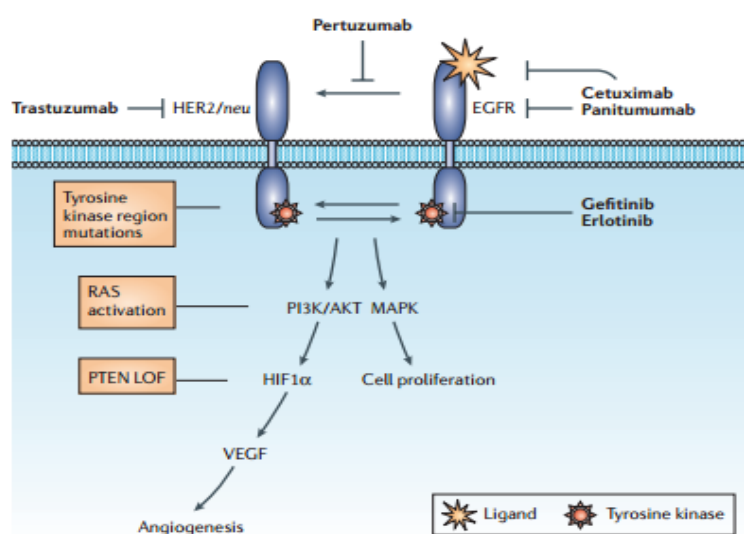 Pertuzumab
Trastuzumab
HER2/neu
EGFR
Cetuximab
Panitumumab
Tyrosine
kinase region
mutations
Gefitinib
Erlotinib
RAS
activation
PI3K/AKT MAPK
PTEN LOF
HIF1α
Cell proliferation
VEGF
Angiogenesis
Ligand
Tyrosine kinase